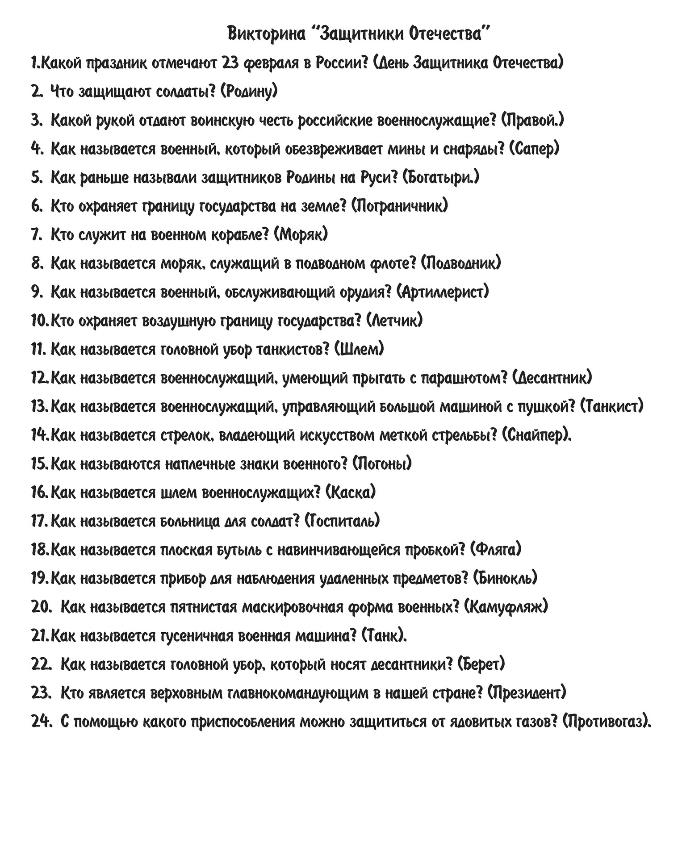 Викторина “Защитники Отечества”
1.Какой праздник отмечают 23 февраля в России? (День Защитника Отечества)
2. Что защищают солдаты? (Родину)
3. Какой рукой отдают воинскую честь российские военнослужащие? (Правой.)
4. Как называется военный, который обезвреживает мины и снаряды? (Сапер)
5. Как раньше называли защитников Родины на Руси? (Богатыри.)
6. Кто охраняет границу государства на земле? (Пограничник)
7. Кто служит на военном корабле? (Моряк)
8. Как называется моряк, служащий в подводном флоте? (Подводник)
9. Как называется военный, обслуживающий орудия? (Артиллерист)
10.Кто охраняет воздушную границу государства? (Летчик)
11. Как называется головной убор танкистов? (Шлем)
12.Как называется военнослужащий, умеющий прыгать с парашютом? (Десантник)
13.Как называется военнослужащий, управляющий большой машиной с пушкой? (Танкист)
14.Как называется стрелок, владеющий искусством меткой стрельбы? (Снайпер).
15.Как называются наплечные знаки военного? (Погоны)
16.Как называется шлем военнослужащих? (Каска)
17. Как называется больница для солдат? (Госпиталь)
18.Как называется плоская бутыль с навинчивающейся пробкой? (Фляга)
19.Как называется прибор для наблюдения удаленных предметов? (Бинокль)
20. Как называется пятнистая маскировочная форма военных? (Камуфляж)
21.Как называется гусеничная военная машина? (Танк).
22. Как называется головной убор, который носят десантники? (Берет)
23. Кто является верховным главнокомандующим в нашей стране? (Президент)
24. С помощью какого приспособления можно защититься от ядовитых газов? (Противогаз).